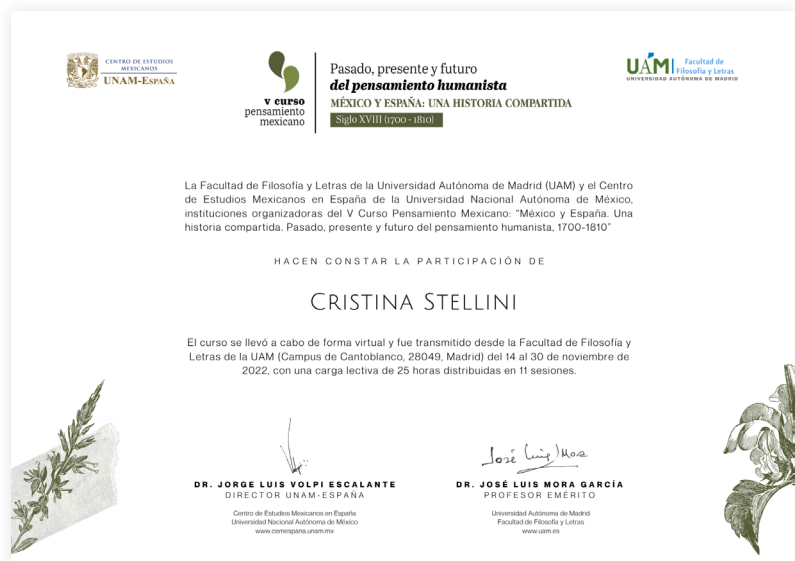 CENTRO DE ESTUDIOS
MEXICANOS
UNAM-ESPAÑA
v curso
pensamiento
mexicano
Pasado, presente y futuro
del pensamiento humanista
MÉXICO Y ESPAÑA: UNA HISTORIA COMPARTIDA
Siglo XVIII (1700 - 1810)
UAM
Facultad de
Filosofía y Letras
UNIVERSIDAD AUTÓNOMA DE MADRID
La Facultad de Filosofía y Letras de la Universidad Autónoma de Madrid (UAM) y el Centro
de Estudios Mexicanos en España de la Universidad Nacional Autónoma de México,
instituciones organizadoras del V Curso Pensamiento Mexicano: "México y España. Una
historia compartida. Pasado, presente y futuro del pensamiento humanista, 1700-1810"
HACEN CONSTAR LA PARTICIPACIÓN DE
CRISTINA STELLINI
El curso se llevó a cabo de forma virtual y fue transmitido desde la Facultad de Filosofía y
Letras de la UAM (Campus de Cantoblanco, 28049, Madrid) del 14 al 30 de noviembre de
2022, con una carga lectiva de 25 horas distribuidas en 11 sesiones.
José Luis Mora
DR. JORGE LUIS VOLPI ESCALANTE
DIRECTOR UNAM-ESPAÑA
Centro de Estudios Mexicanos en España
Universidad Nacional Autónoma de México
www.cemespana.unam.mx
DR. JOSÉ LUIS MORA GARCÍA
PROFESOR EMÉRITO
Universidad Autónoma de Madrid
Facultad de Filosofía y Letras
www.uam.es